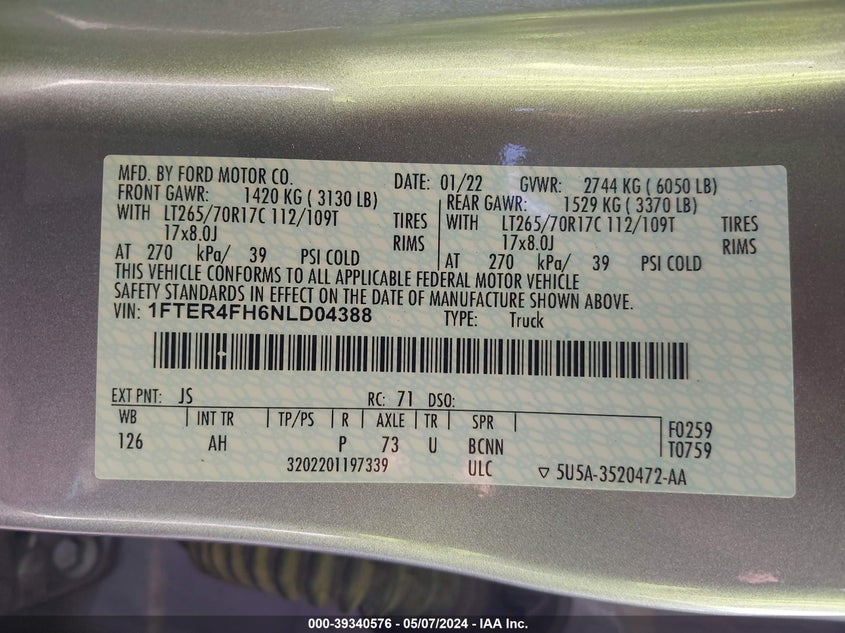 MFD. BY FORD MOTOR CO. DATE: 01/22 GVWR: 2744 KG ( 6050 LB)
FRONT GAWR: 1420 KG ( 3130 LB) REAR GAWR: 1529 KG ( 3370 LB)
WITH LT265/70R17C 112/109T TIRES WITH LT265/70R17C 112/109T TIRES
17x8.0J RIMS 17x8.0J RIMS
AT 270 kPa/ 39 PSI COLD AT 270 kPa/ 39 PSI COLD
THIS VEHICLE CONFORMS TO ALL APPLICABLE FEDERAL MOTOR VEHICLE
SAFETY STANDARDS IN EFFECT ON THE DATE OF MANUFACTURE SHOWN ABOVE.
VIN: 1FTER4FH6NLD04388 TYPE: Truck
EXT PNT: JS RC: 71 DSO:
WB INT TR TP/PS R AXLE TR SPR F0259
126 AH P 73 U BCNN T0759
3202201197339 ULC ▽ 5U5A-3520472-AA
000-39340576 - 05/07/2024 - IAA Inc.